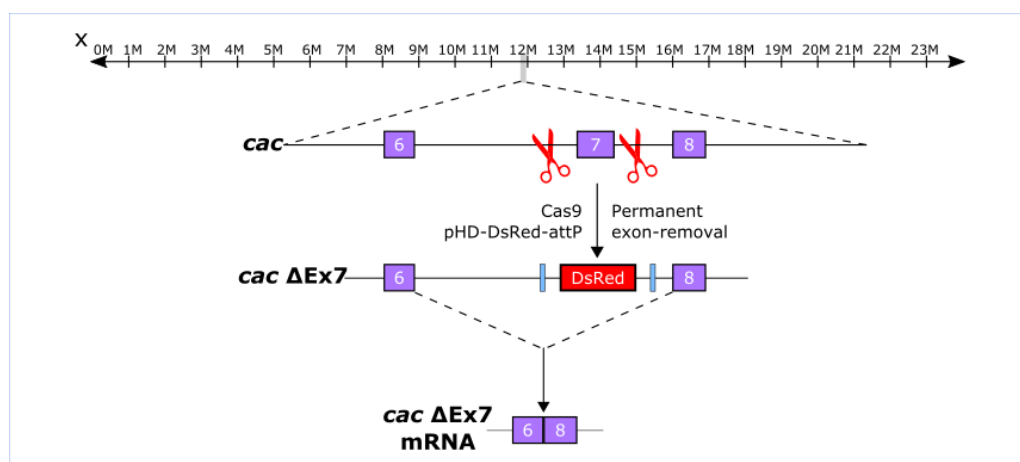 X 0M 1M 2M 3M 4M 5M 6M 7M 8M 9M 10M 11M 12M 13M 14M 15M 16M 17M 18M 19M 20M 21M 22M 23M
cac 6 7 8
Cas9 Permanent
pHD-DsRed-attP exon-removal
cac ΔEx7 6 DsRed 8
cac ΔEx7 6 8
mRNA